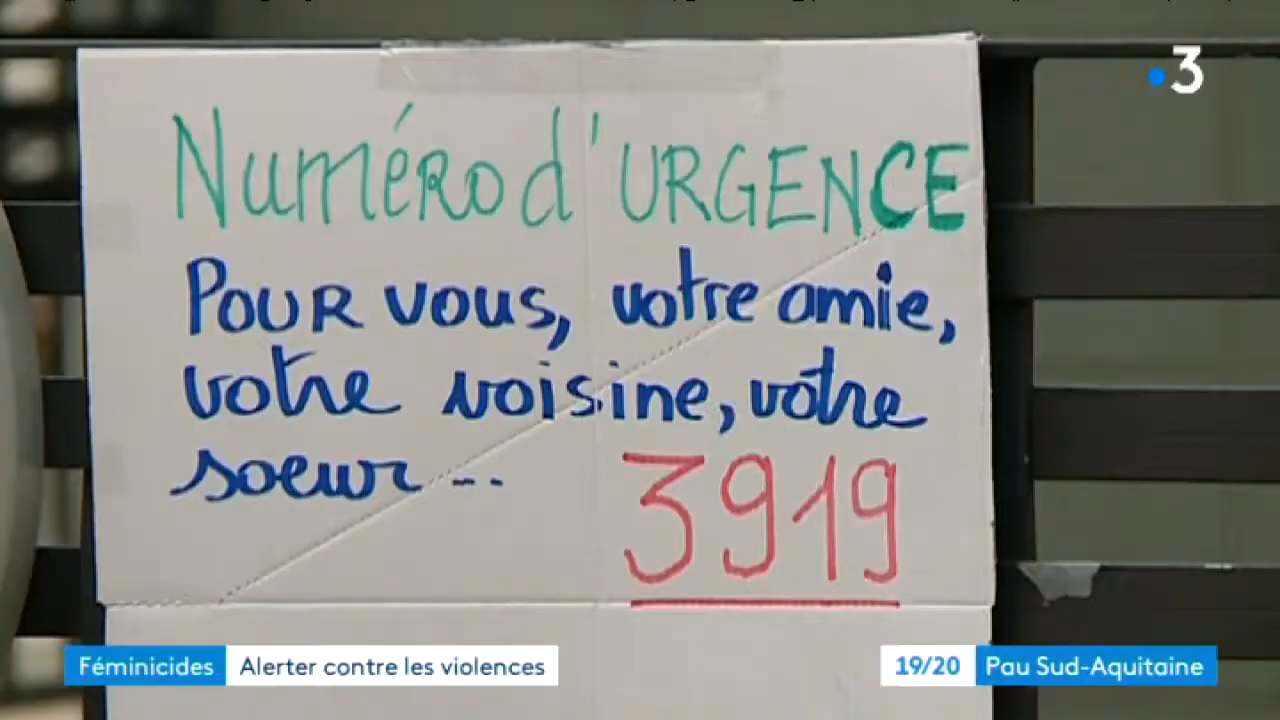 3
Numéro d'URGENCE
Pour vous, votre amie,
votre voisine, votre
soeur...
3919
Féminicides Alerter contre les violences
19/20 Pau Sud-Aquitaine